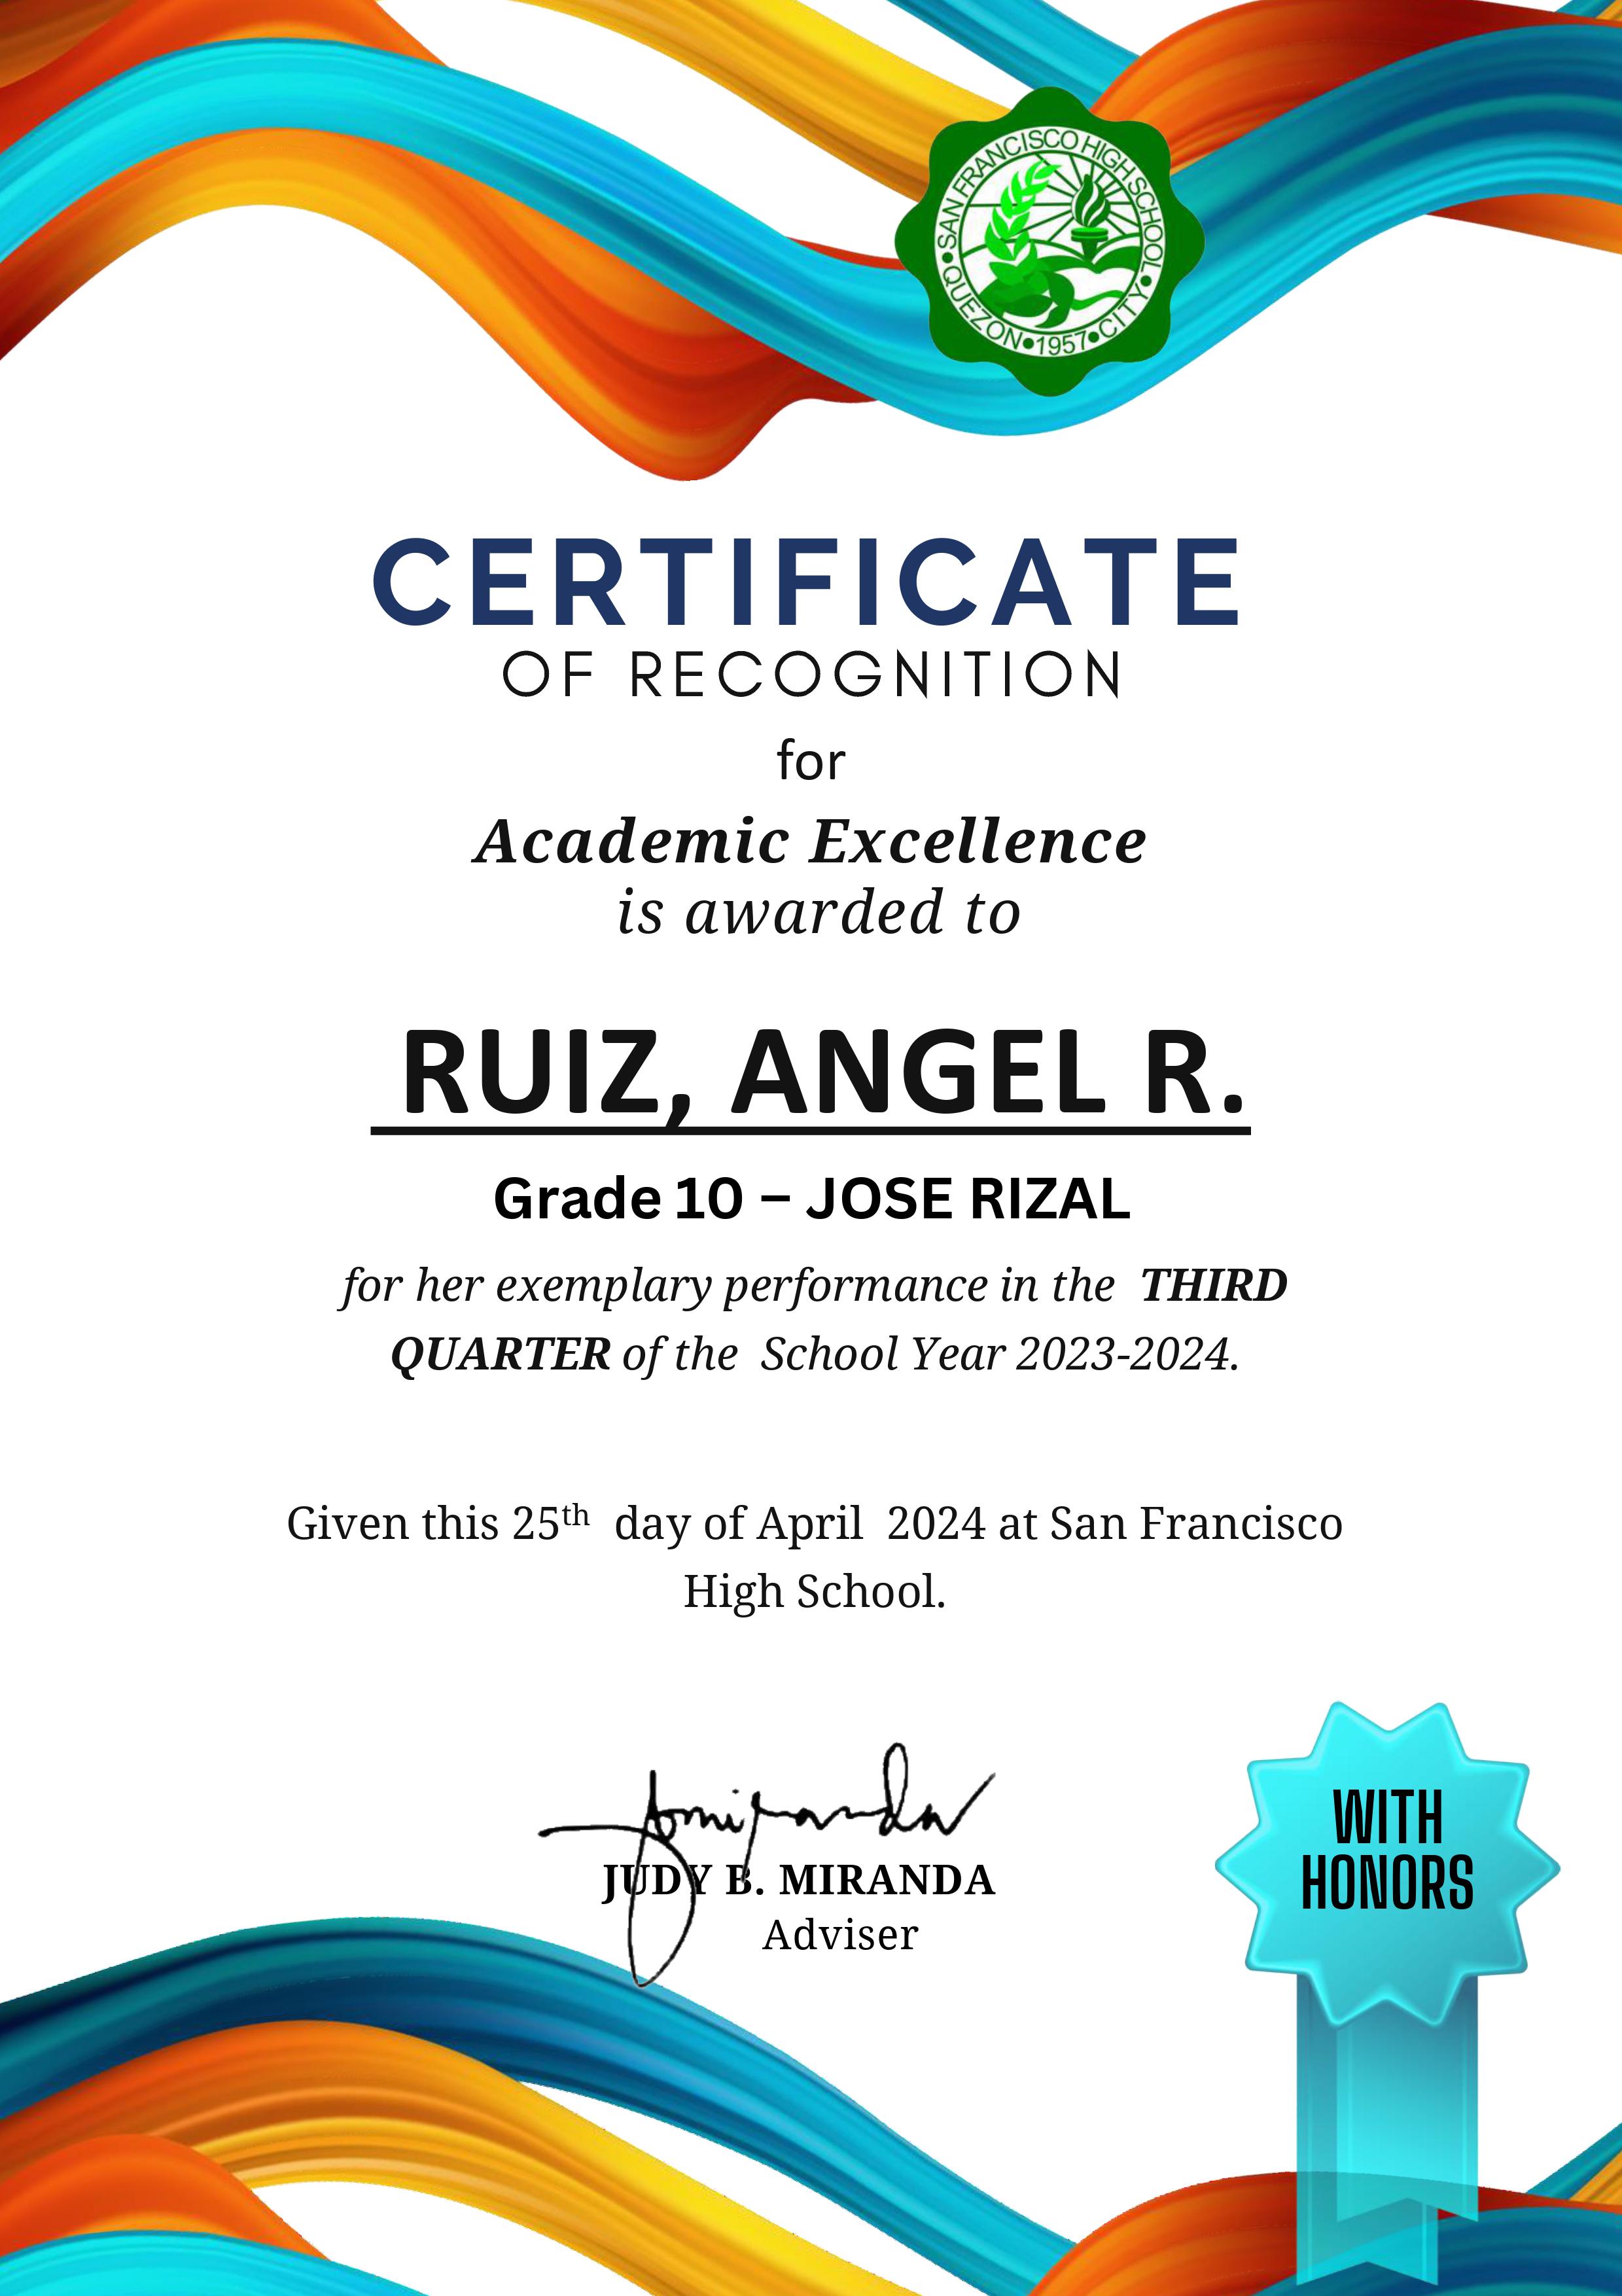 SAN FRANCISCO HIGH SCHOOL
QUEZON • 1957 • CITY
CERTIFICATE
OF RECOGNITION
for
Academic Excellence
is awarded to
RUIZ, ANGEL R.
Grade 10 – JOSE RIZAL
for her exemplary performance in the THIRD
QUARTER of the School Year 2023-2024.
Given this 25th day of April 2024 at San Francisco
High School.
JUDY B. MIRANDA
Adviser
WITH
HONORS